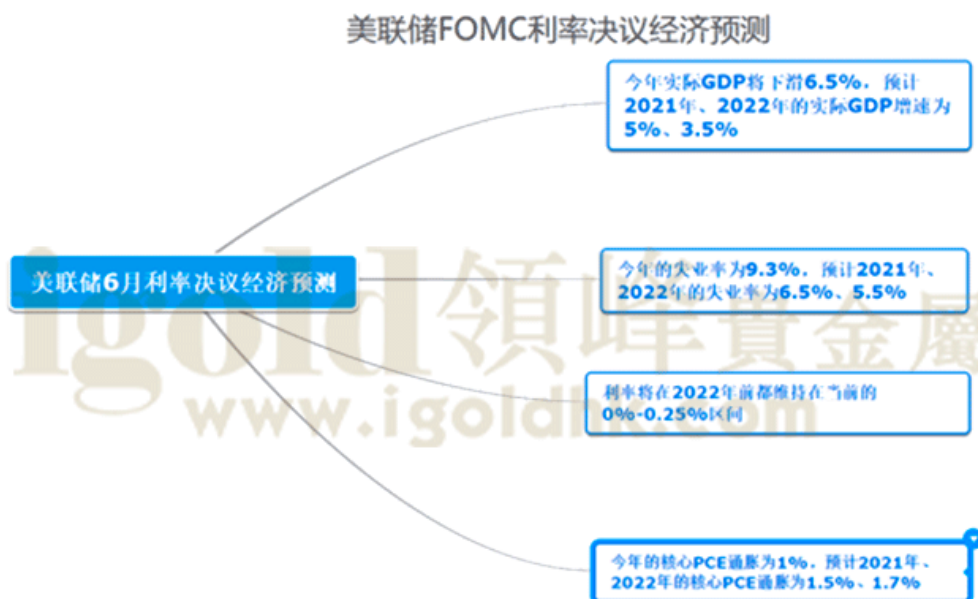 美联储FOMC利率决议经济预测
今年实际GDP将下滑6.5%，预计
2021年、2022年的实际GDP增速为
5%、3.5%
美联储6月利率决议经济预测
今年的失业率为9.3%，预计2021年、
2022年的失业率为6.5%、5.5%
igold 領峰貴金屬
利率将在2022年前都维持在当前的
0%-0.25%区间
www.igoldhk.com
今年的核心PCE通胀为1%，预计2021年、
2022年的核心PCE通胀为1.5%、1.7%